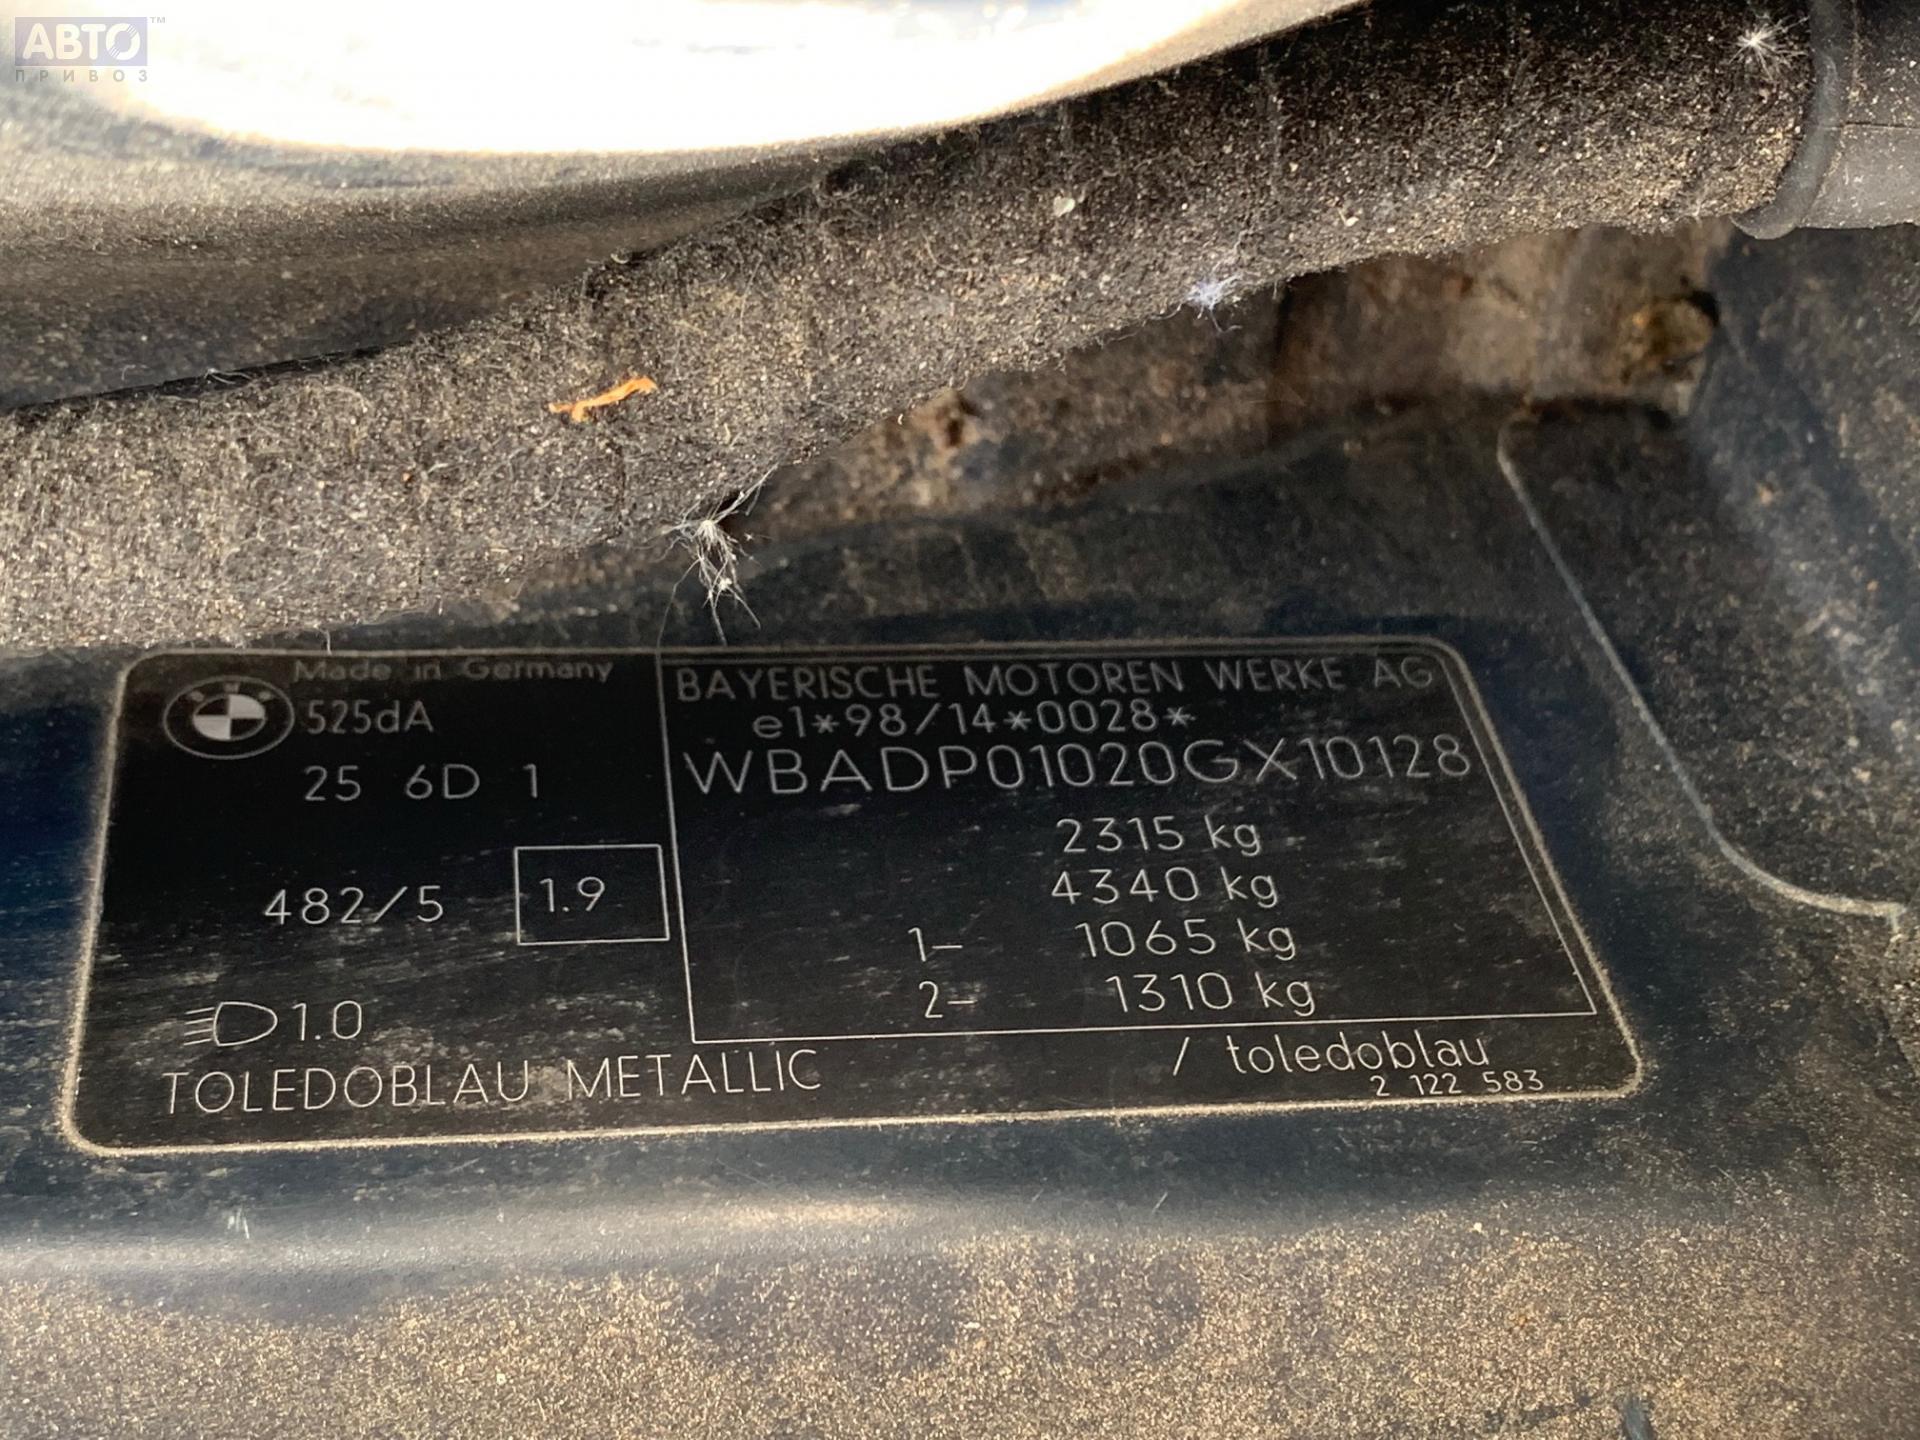 АВТО™
ПРИВОЗ
Made in Germany
525dA
25 6D 1
482/5 1.9
1.0
TOLEDOBLAU METALLIC
BAYERISCHE MOTOREN WERKE AG
e1*98/14*0028*
WBADP01020GX10128
2315 kg
4340 kg
1- 1065 kg
2- 1310 kg
/ toledoblau
2 122 583